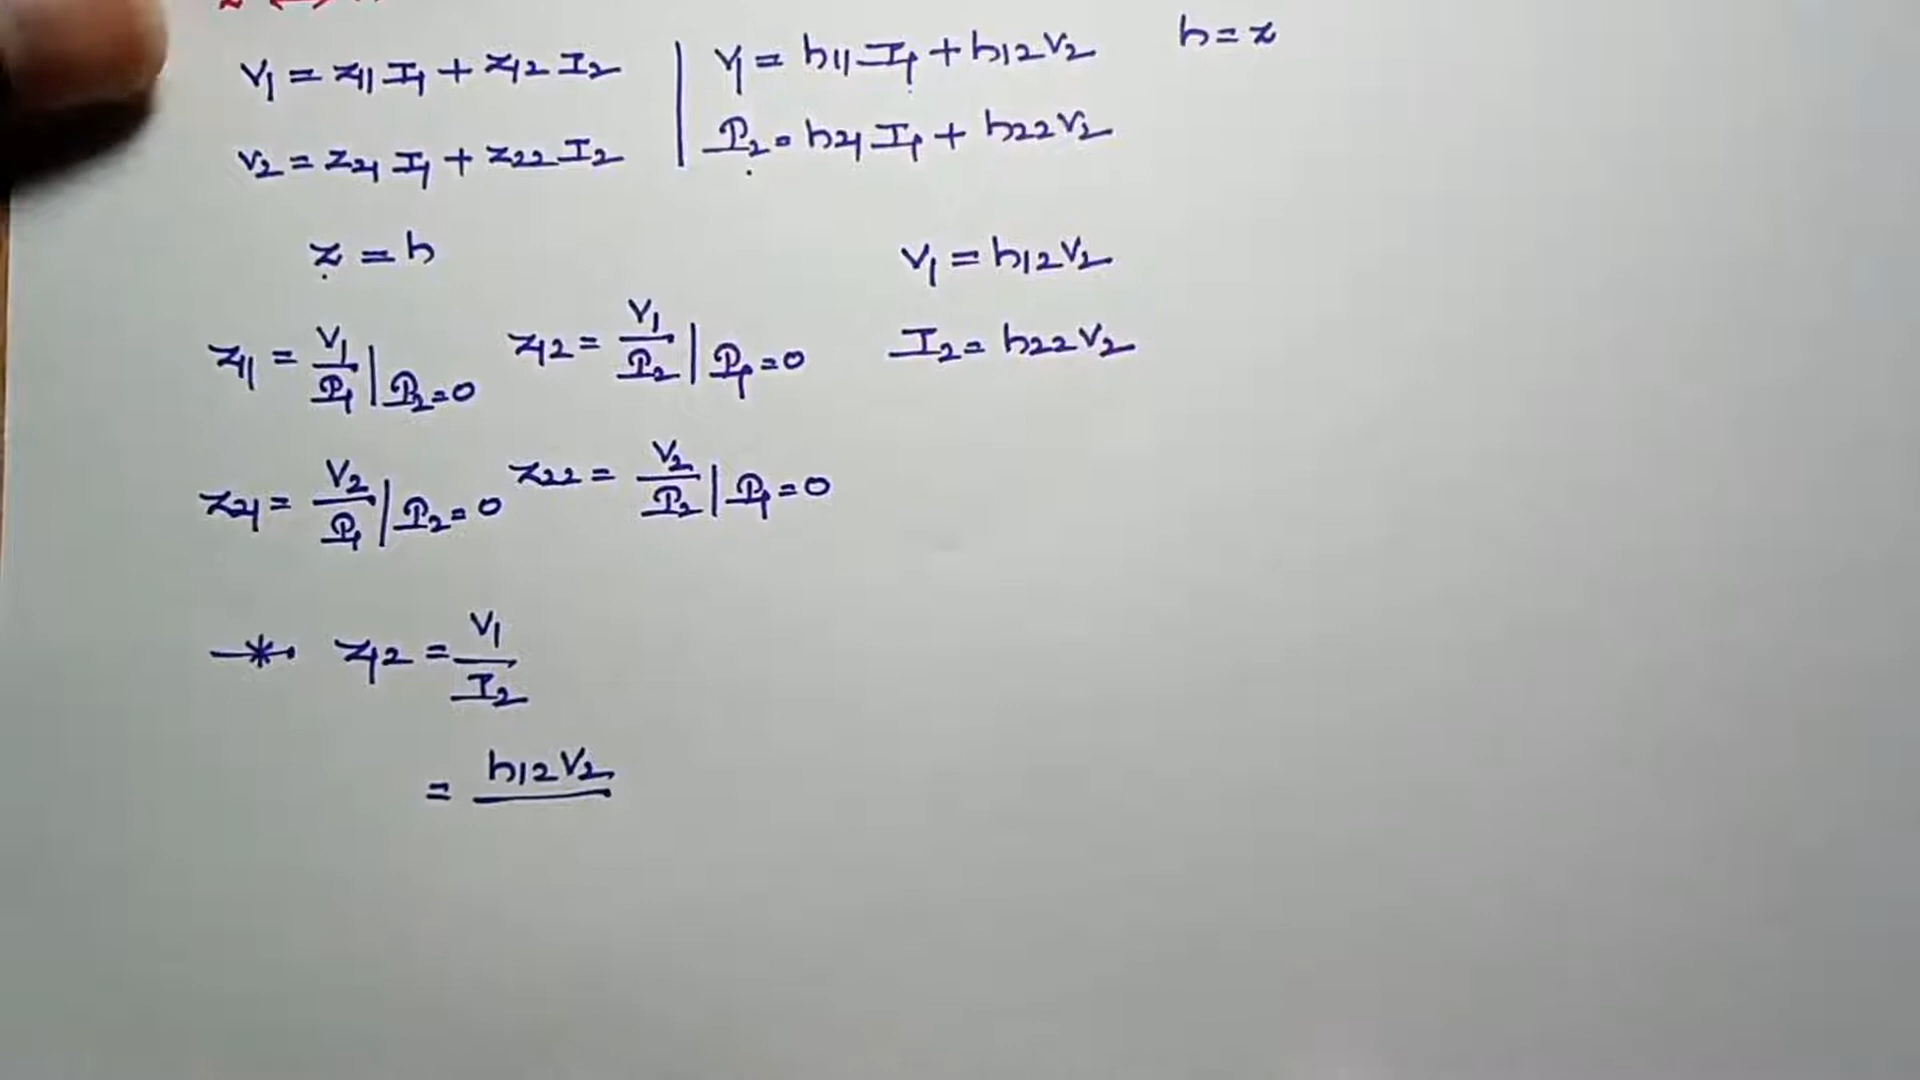 z ↔ h
V1 = z11 I1 + z12 I2 | V1 = h11 I1 + h12 V2 h = z
V2 = z21 I1 + z22 I2 | I2 = h21 I1 + h22 V2
z = h V1 = h12 V2
z11 = V1/I1 | I2 = 0 z12 = V1/I2 | I1 = 0 I2 = h22 V2
z21 = V2/I1 | I2 = 0 z22 = V2/I2 | I1 = 0
* z12 = V1/I2
= h12 V2